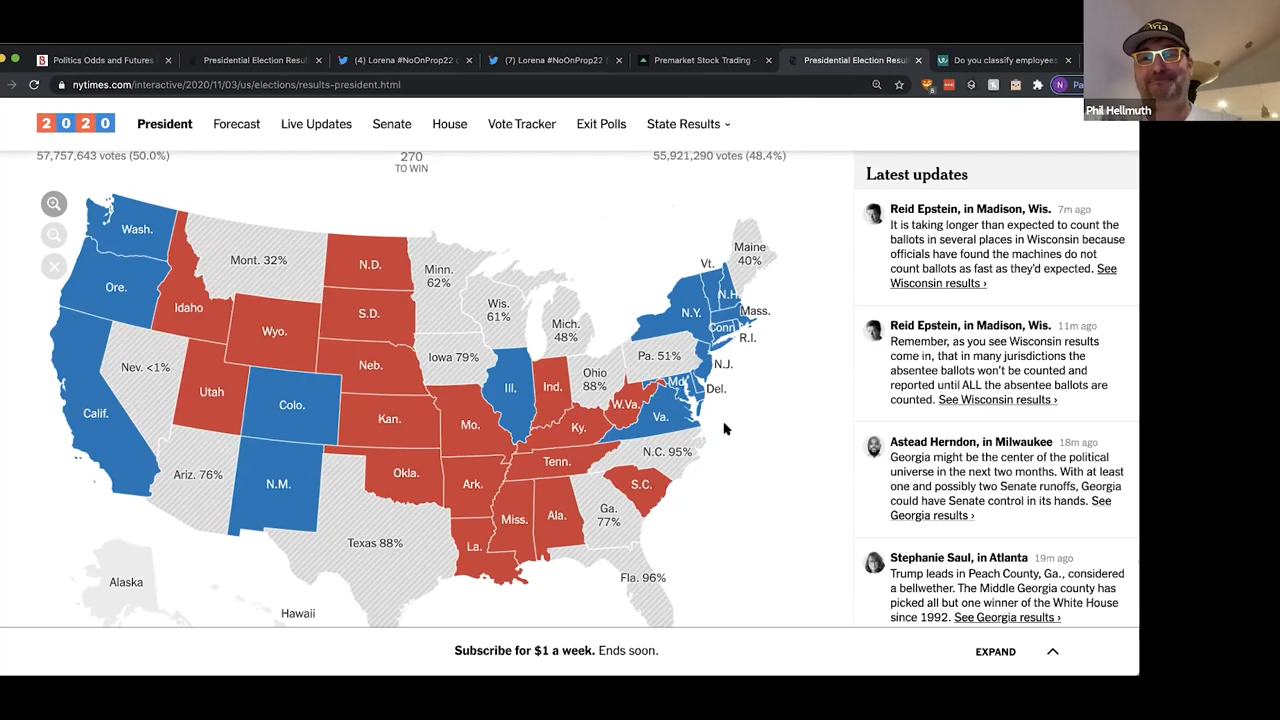 Politics Odds and Futures
Presidential Election Resul
(4) Lorena #NoOnProp22
(7) Lorena #NoOnProp22
Premarket Stock Trading -
Presidential Election Resul
Do you classify employees
nytimes.com/interactive/2020/11/03/us/elections/results-president.html
N
Pa
Phil Hellmuth
2020
President
Forecast
Live Updates
Senate
House
Vote Tracker
Exit Polls
State Results
57,757,643 votes (50.0%)
270
TO WIN
55,921,290 votes (48.4%)
Wash.
Ore.
Calif.
Nev. <1%
Idaho
Mont. 32%
Wyo.
Utah
Colo.
Ariz. 76%
N.M.
N.D.
S.D.
Neb.
Kan.
Okla.
Texas 88%
Minn.
62%
Iowa 79%
Mo.
Ark.
La.
Wis.
61%
Ill.
Mich.
48%
Ind.
Ohio
88%
Ky.
Tenn.
Miss.
Ala.
Ga.
77%
Fla. 96%
S.C.
N.C. 95%
Va.
W.Va.
Md.
Del.
Pa. 51%
N.J.
N.Y.
Conn.
R.I.
Mass.
Vt.
N.H.
Maine
40%
Alaska
Hawaii
Latest updates
Reid Epstein, in Madison, Wis. 7m ago
It is taking longer than expected to count the
ballots in several places in Wisconsin because
officials have found the machines do not
count ballots as fast as they'd expected. See
Wisconsin results ›
Reid Epstein, in Madison, Wis. 11m ago
Remember, as you see Wisconsin results
come in, that in many jurisdictions the
absentee ballots won't be counted and
reported until ALL the absentee ballots are
counted. See Wisconsin results ›
Astead Herndon, in Milwaukee 18m ago
Georgia might be the center of the political
universe in the next two months. With at least
one and possibly two Senate runoffs, Georgia
could have Senate control in its hands. See
Georgia results ›
Stephanie Saul, in Atlanta 19m ago
Trump leads in Peach County, Ga., considered
a bellwether. The Middle Georgia county has
picked all but one winner of the White House
since 1992. See Georgia results ›
Subscribe for $1 a week. Ends soon.
EXPAND